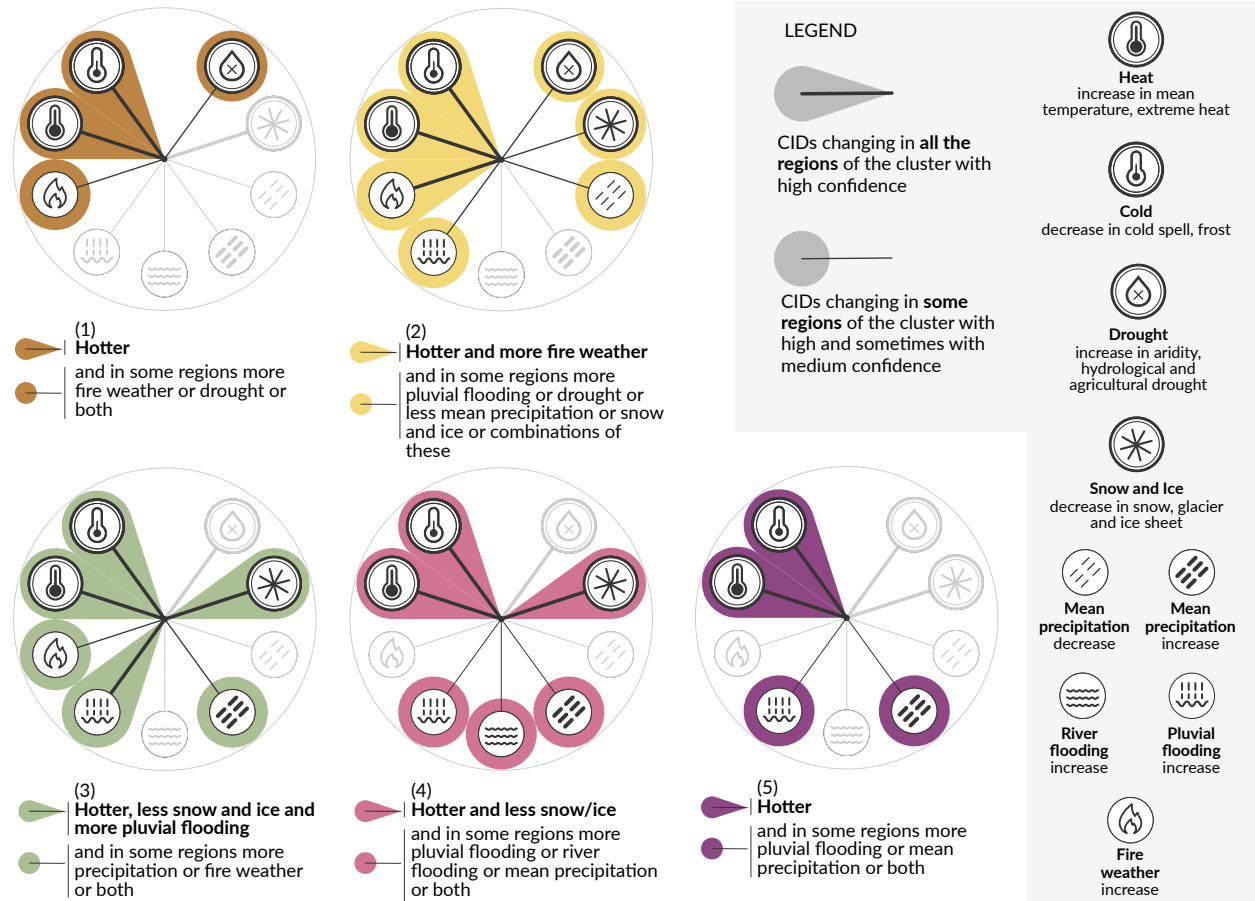 LEGEND
CIDs changing in all the
regions of the cluster with
high confidence
CIDs changing in some
regions of the cluster with
high and sometimes with
medium confidence
Heat
increase in mean
temperature, extreme heat
Cold
decrease in cold spell, frost
Drought
increase in aridity,
hydrological and
agricultural drought
Snow and Ice
decrease in snow, glacier
and ice sheet
Mean
precipitation
decrease
Mean
precipitation
increase
River
flooding
increase
Pluvial
flooding
increase
Fire
weather
increase
(1)
Hotter
and in some regions more
fire weather or drought or
both
(2)
Hotter and more fire weather
and in some regions more
pluvial flooding or drought or
less mean precipitation or snow
and ice or combinations of
these
(3)
Hotter, less snow and ice and
more pluvial flooding
and in some regions more
precipitation or fire weather
or both
(4)
Hotter and less snow/ice
and in some regions more
pluvial flooding or river
flooding or mean precipitation
or both
(5)
Hotter
and in some regions more
pluvial flooding or mean
precipitation or both